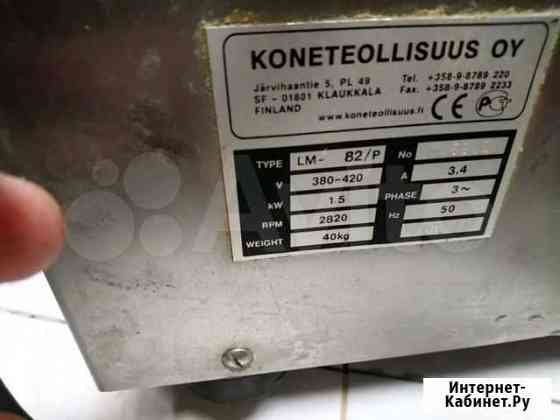 KONETEOLLISUUS OY
Järvihaantie 5, PL 49 Tel. +358-9-8789 220
SF - 01801 KLAUKKALA Fax. +358-9-8789 2233
FINLAND www.koneteollisuus.fi CE PC
TYPE LM- 82/P No
V 380-420 A 3.4
kW 1.5 PHASE 3~
RPM 2820 Hz 50
WEIGHT 40kg
Интернет-
Кабинет.Ру